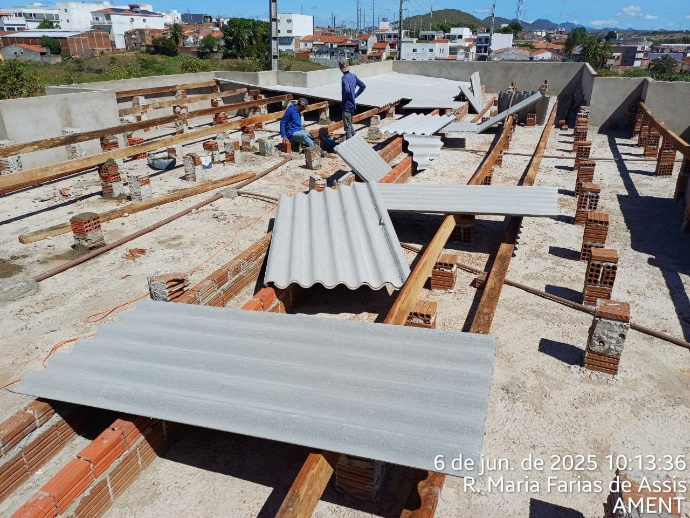 6 de jun. de 2025 10:13:36
R. Maria Farias de Assis
AMENT